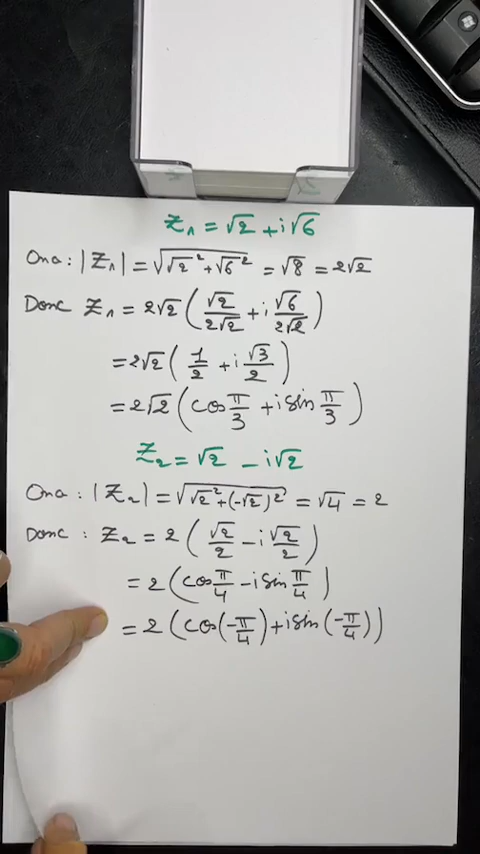 Z₁ = √2 + i√6
On a : |Z₁| = √(√2² + √6²) = √8 = 2√2
Donc Z₁ = 2√2 (√2/2√2 + i √6/2√2)
= 2√2 (1/2 + i √3/2)
= 2√2 (cos π/3 + i sin π/3)
Z₂ = √2 - i√2
On a : |Z₂| = √(√2² + (-√2)²) = √4 = 2
Donc : Z₂ = 2 (√2/2 - i √2/2)
= 2 (cos π/4 - i sin π/4)
= 2 (cos(-π/4) + i sin(-π/4))